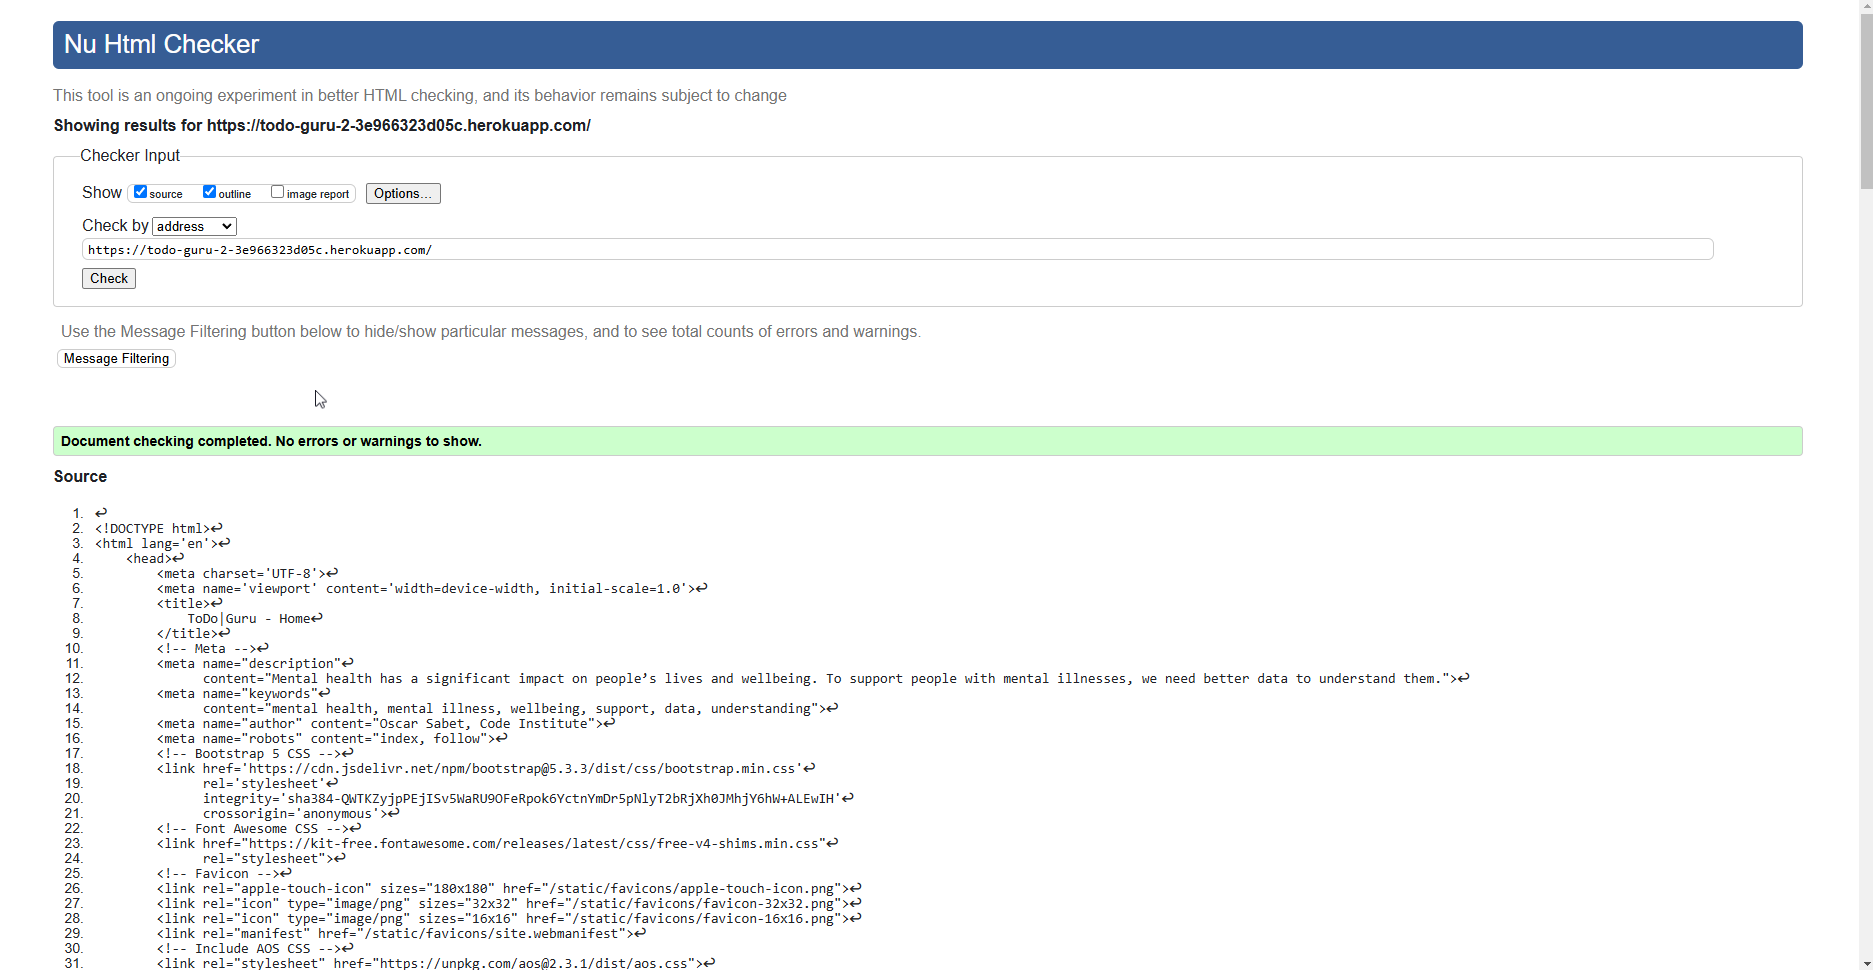 Nu Html Checker
This tool is an ongoing experiment in better HTML checking, and its behavior remains subject to change
Showing results for https://todo-guru-2-3e966323d05c.herokuapp.com/
Checker Input
Show source outline image report Options...
Check by address
https://todo-guru-2-3e966323d05c.herokuapp.com/
Check
Use the Message Filtering button below to hide/show particular messages, and to see total counts of errors and warnings.
Message Filtering
Document checking completed. No errors or warnings to show.
Source
1. ↩
2. <!DOCTYPE html>↩
3. <html lang='en'>↩
4.     <head>↩
5.         <meta charset='UTF-8'>↩
6.         <meta name='viewport' content='width=device-width, initial-scale=1.0'>↩
7.         <title>↩
8.             ToDo|Guru - Home↩
9.         </title>↩
10.         <!-- Meta -->↩
11.         <meta name="description"↩
12.               content="Mental health has a significant impact on people’s lives and wellbeing. To support people with mental illnesses, we need better data to understand them.">↩
13.         <meta name="keywords"↩
14.               content="mental health, mental illness, wellbeing, support, data, understanding">↩
15.         <meta name="author" content="Oscar Sabet, Code Institute">↩
16.         <meta name="robots" content="index, follow">↩
17.         <!-- Bootstrap 5 CSS -->↩
18.         <link href='https://cdn.jsdelivr.net/npm/bootstrap@5.3.3/dist/css/bootstrap.min.css'↩
19.               rel='stylesheet'↩
20.               integrity='sha384-QWTKZyjpPEjISv5WaRU9OFeRpok6YctnYmDr5pNlyT2bRjXh0JMhjY6hW+ALEwIH'↩
21.               crossorigin='anonymous'>↩
22.         <!-- Font Awesome CSS -->↩
23.         <link href="https://kit-free.fontawesome.com/releases/latest/css/free-v4-shims.min.css"↩
24.               rel="stylesheet">↩
25.         <!-- Favicon -->↩
26.         <link rel="apple-touch-icon" sizes="180x180" href="/static/favicons/apple-touch-icon.png">↩
27.         <link rel="icon" type="image/png" sizes="32x32" href="/static/favicons/favicon-32x32.png">↩
28.         <link rel="icon" type="image/png" sizes="16x16" href="/static/favicons/favicon-16x16.png">↩
29.         <link rel="manifest" href="/static/favicons/site.webmanifest">↩
30.         <!-- Include AOS CSS -->↩
31.         <link rel="stylesheet" href="https://unpkg.com/aos@2.3.1/dist/aos.css">↩